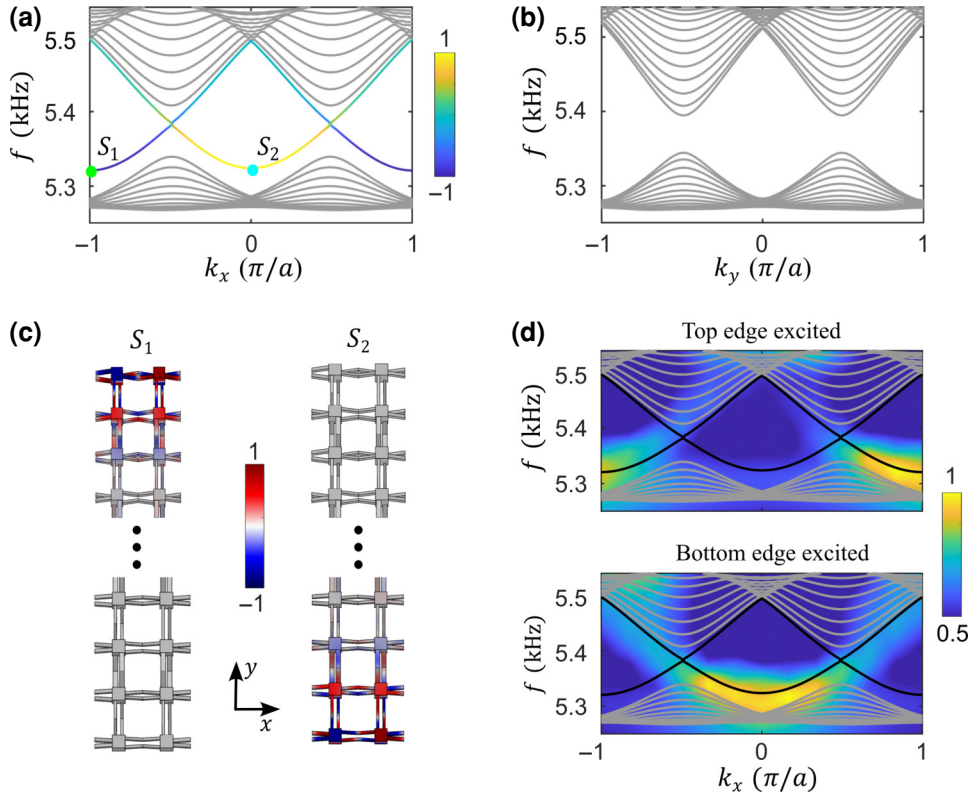 (a)
f (kHz)
5.5
5.4
5.3
S₁
S₂
1
0
−1
−1 0 1
kₓ (π/a)
(b)
f (kHz)
5.5
5.4
5.3
−1 0 1
k_y (π/a)
(c)
S₁
S₂
1
−1
y
x
(d)
Top edge excited
f (kHz)
5.5
5.4
5.3
Bottom edge excited
f (kHz)
5.5
5.4
5.3
−1 0 1
kₓ (π/a)
1
0.5